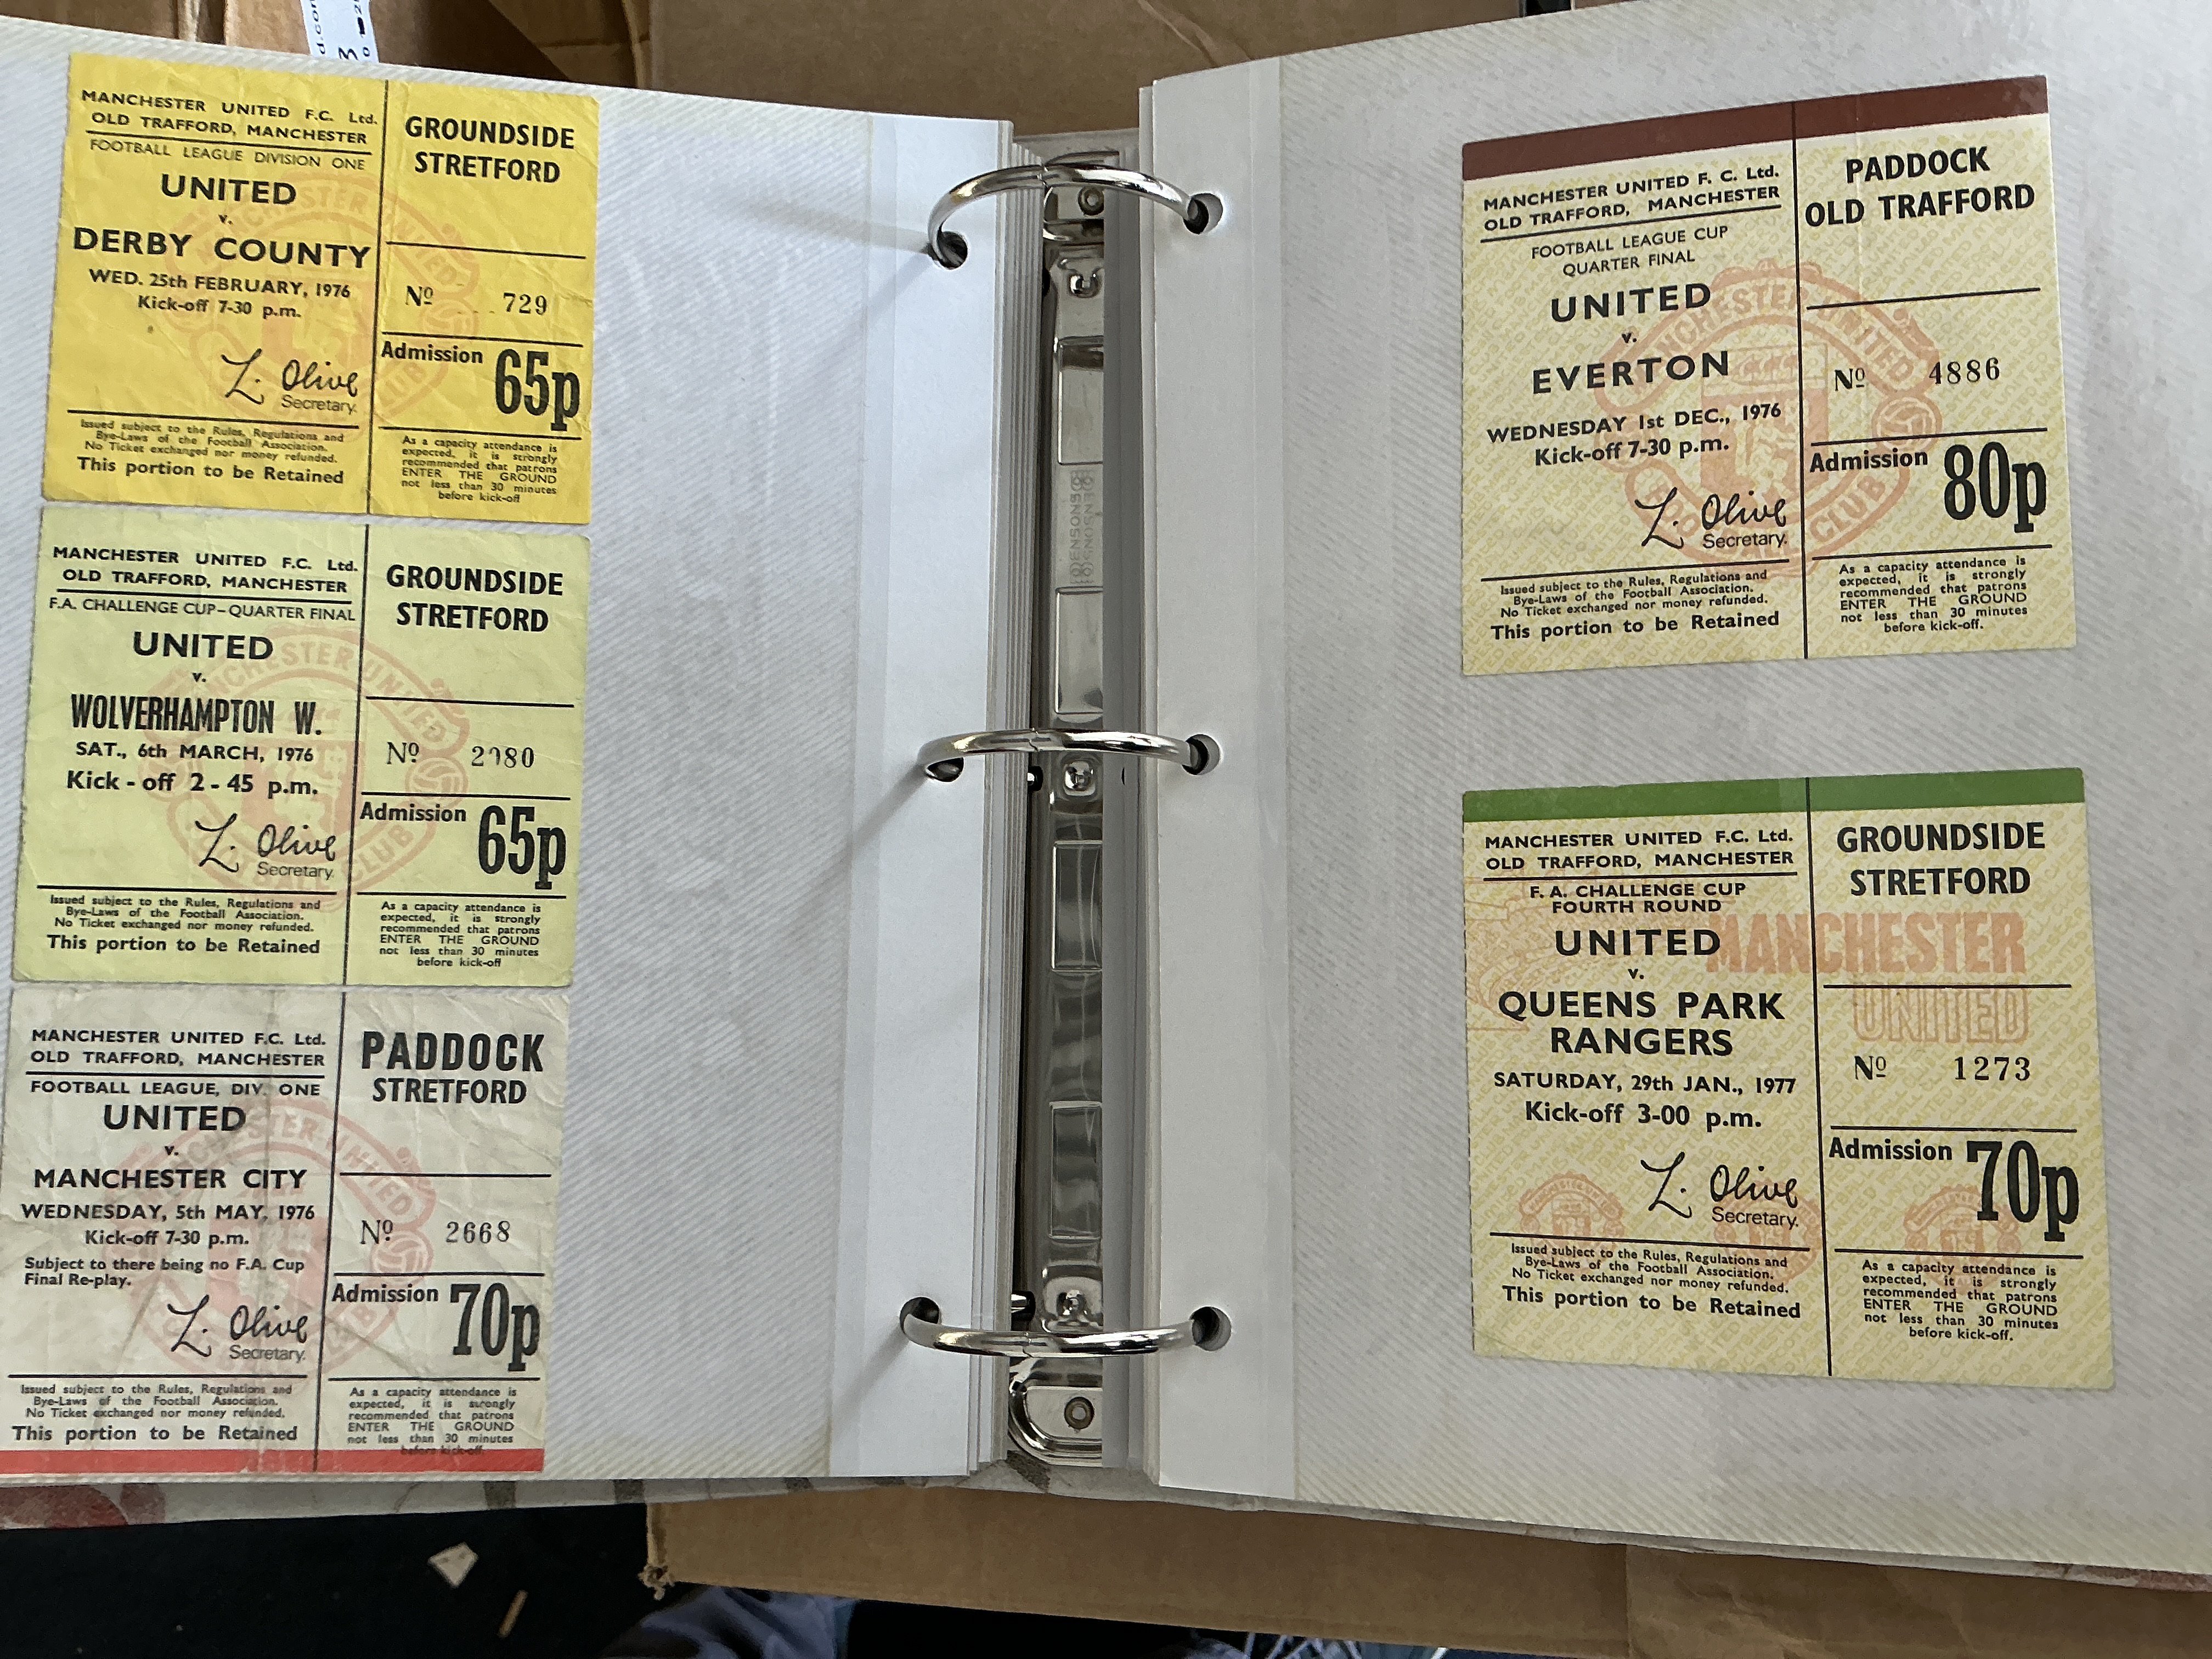 d.com
3
MANCHESTER UNITED F.C. Ltd.
OLD TRAFFORD, MANCHESTER
FOOTBALL LEAGUE DIVISION ONE
UNITED
v.
DERBY COUNTY
WED. 25th FEBRUARY, 1976
Kick-off 7-30 p.m.
L. Olive
Secretary.
Issued subject to the Rules, Regulations and
Bye-Laws of the Football Association.
No Ticket exchanged nor money refunded.
This portion to be Retained
GROUNDSIDE
STRETFORD
Nº 729
Admission 65p
As a capacity attendance is
expected, it is strongly
recommended that patrons
ENTER THE GROUND
not less than 30 minutes
before kick-off
MANCHESTER UNITED F.C. Ltd.
OLD TRAFFORD, MANCHESTER
F.A. CHALLENGE CUP–QUARTER FINAL
UNITED
v.
WOLVERHAMPTON W.
SAT., 6th MARCH, 1976
Kick - off 2 - 45 p.m.
L. Olive
Secretary.
Issued subject to the Rules, Regulations and
Bye-Laws of the Football Association.
No Ticket exchanged nor money refunded.
This portion to be Retained
GROUNDSIDE
STRETFORD
Nº
Admission 65p
As a capacity attendance is
expected, it is strongly
recommended that patrons
ENTER THE GROUND
not less than 30 minutes
before kick-off
MANCHESTER UNITED F.C. Ltd.
OLD TRAFFORD, MANCHESTER
FOOTBALL LEAGUE, DIV. ONE
UNITED
v.
MANCHESTER CITY
WEDNESDAY, 5th MAY, 1976
Kick-off 7-30 p.m.
Subject to there being no F.A. Cup
Final Re-play.
L. Olive
Secretary.
Issued subject to the Rules, Regulations and
Bye-Laws of the Football Association.
No Ticket exchanged nor money refunded.
This portion to be Retained
PADDOCK
STRETFORD
Nº 2668
Admission 70p
As a capacity attendance is
expected, it is strongly
recommended that patrons
ENTER THE GROUND
not less than 30 minutes
before kick-off.
MANCHESTER UNITED F. C. Ltd.
OLD TRAFFORD, MANCHESTER
FOOTBALL LEAGUE CUP
QUARTER FINAL
UNITED
v.
EVERTON
WEDNESDAY 1st DEC., 1976
Kick-off 7-30 p.m.
L. Olive
Secretary.
Issued subject to the Rules, Regulations and
Bye-Laws of the Football Association.
No Ticket exchanged nor money refunded.
This portion to be Retained
PADDOCK
OLD TRAFFORD
Nº 4886
Admission 80p
As a capacity attendance is
expected, it is strongly
recommended that patrons
ENTER THE GROUND
not less than 30 minutes
before kick-off.
MANCHESTER UNITED F.C. Ltd.
OLD TRAFFORD, MANCHESTER
F. A. CHALLENGE CUP
FOURTH ROUND
UNITED
v.
QUEENS PARK
RANGERS
SATURDAY, 29th JAN., 1977
Kick-off 3-00 p.m.
L. Olive
Secretary.
Issued subject to the Rules, Regulations and
Bye-Laws of the Football Association.
No Ticket exchanged nor money refunded.
This portion to be Retained
GROUNDSIDE
STRETFORD
MANCHESTER
UNITED
Nº 1273
Admission 70p
As a capacity attendance is
expected, it is strongly
recommended that patrons
ENTER THE GROUND
not less than 30 minutes
before kick-off.